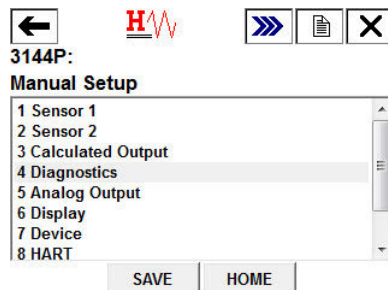 H
3144P:
Manual Setup
1 Sensor 1
2 Sensor 2
3 Calculated Output
4 Diagnostics
5 Analog Output
6 Display
7 Device
8 HART
SAVE HOME